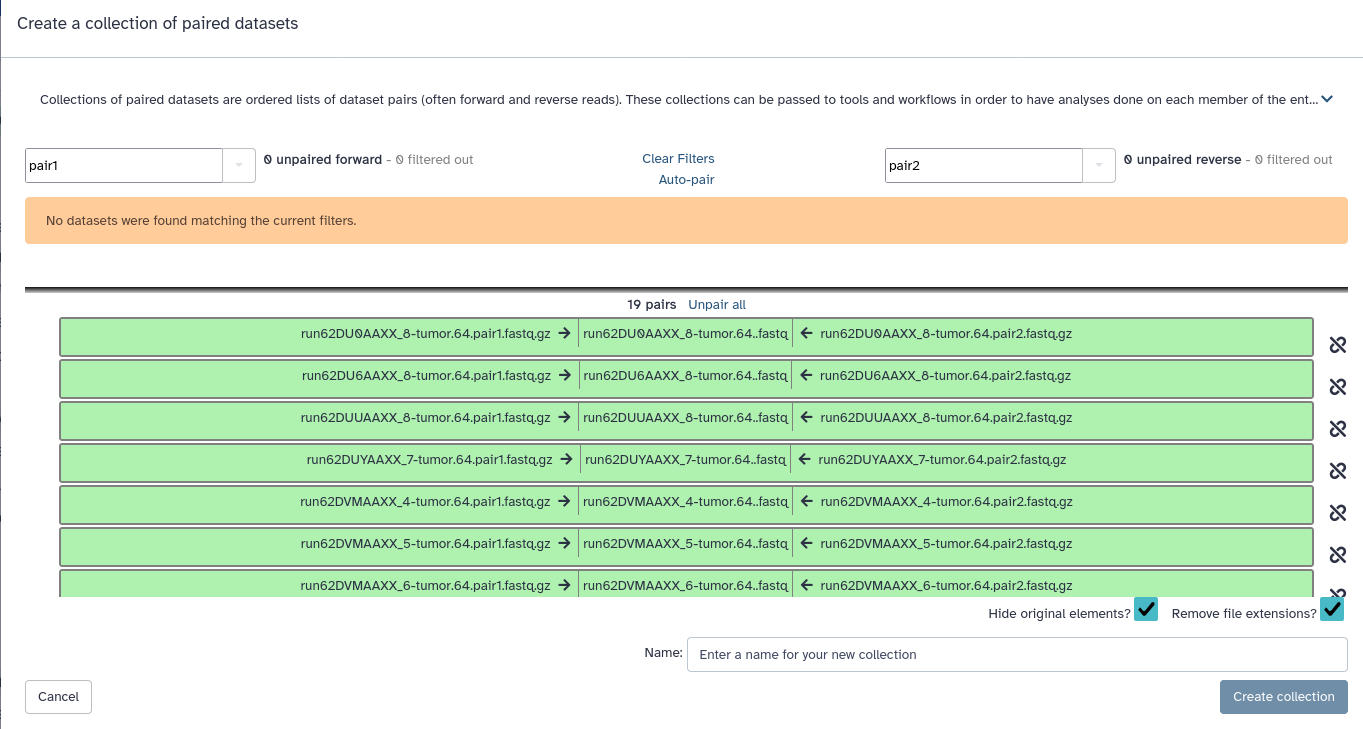 Create a collection of paired datasets
Collections of paired datasets are ordered lists of dataset pairs (often forward and reverse reads). These collections can be passed to tools and workflows in order to have analyses done on each member of the ent...
pair1 0 unpaired forward - 0 filtered out Clear Filters pair2 0 unpaired reverse - 0 filtered out
Auto-pair
No datasets were found matching the current filters.
19 pairs Unpair all
run62DU0AAXX_8-tumor.64.pair1.fastq.gz → run62DU0AAXX_8-tumor.64..fastq ← run62DU0AAXX_8-tumor.64.pair2.fastq.gz
run62DU6AAXX_8-tumor.64.pair1.fastq.gz → run62DU6AAXX_8-tumor.64..fastq ← run62DU6AAXX_8-tumor.64.pair2.fastq.gz
run62DUUAAXX_8-tumor.64.pair1.fastq.gz → run62DUUAAXX_8-tumor.64..fastq ← run62DUUAAXX_8-tumor.64.pair2.fastq.gz
run62DUYAAXX_7-tumor.64.pair1.fastq.gz → run62DUYAAXX_7-tumor.64..fastq ← run62DUYAAXX_7-tumor.64.pair2.fastq.gz
run62DVMAAXX_4-tumor.64.pair1.fastq.gz → run62DVMAAXX_4-tumor.64..fastq ← run62DVMAAXX_4-tumor.64.pair2.fastq.gz
run62DVMAAXX_5-tumor.64.pair1.fastq.gz → run62DVMAAXX_5-tumor.64..fastq ← run62DVMAAXX_5-tumor.64.pair2.fastq.gz
run62DVMAAXX_6-tumor.64.pair1.fastq.gz → run62DVMAAXX_6-tumor.64..fastq ← run62DVMAAXX_6-tumor.64.pair2.fastq.gz
Hide original elements? Remove file extensions?
Name: Enter a name for your new collection
Cancel Create collection